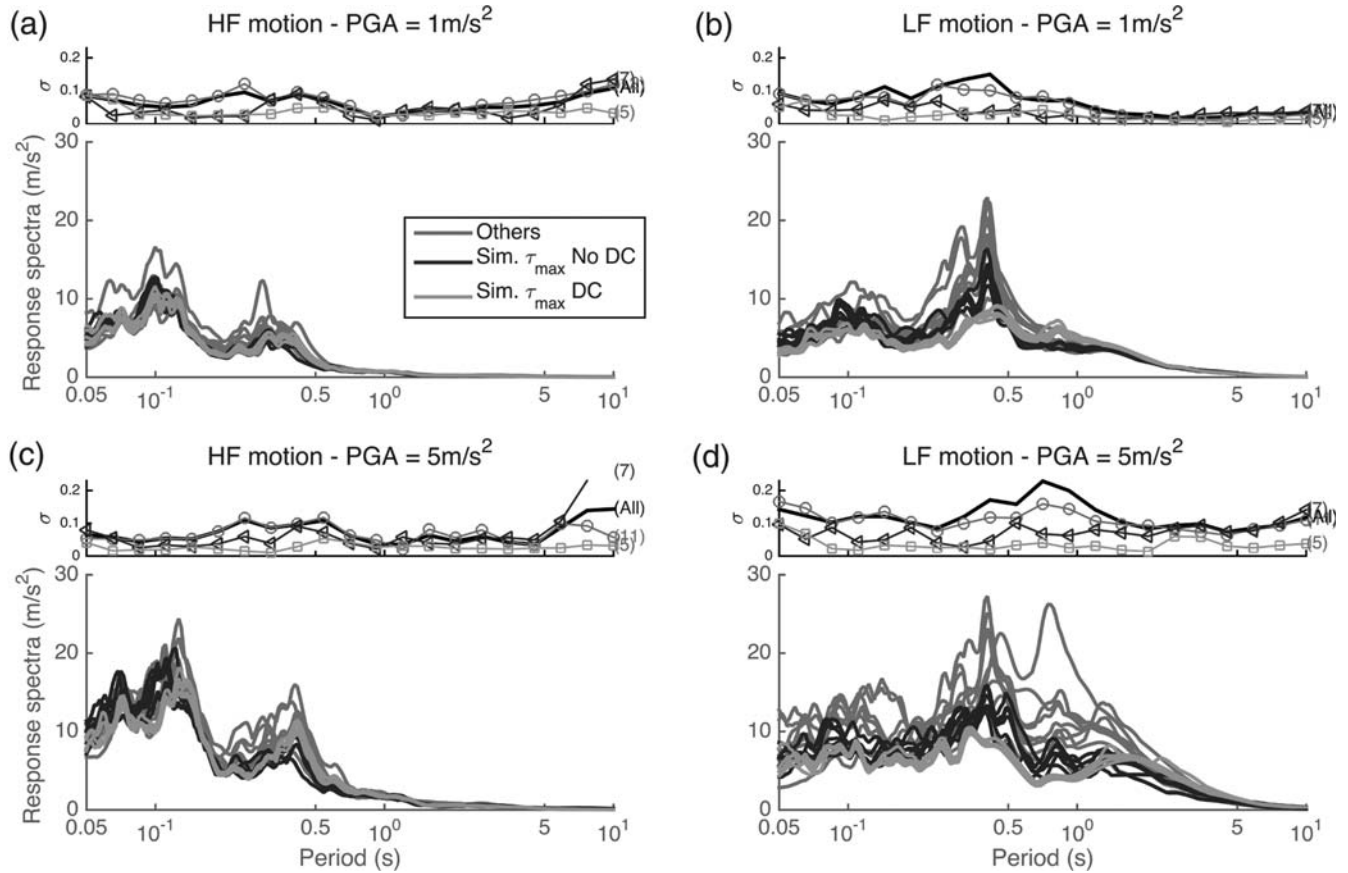 (a) HF motion - PGA = 1m/s²
0.2
0.1
0
σ
(7)
(All)
(5)
30
20
10
0
Response spectra (m/s²)
Others
Sim. τmax No DC
Sim. τmax DC
0.05 10⁻¹ 0.5 10⁰ 5 10¹
(b) LF motion - PGA = 1m/s²
0.2
0.1
0
σ
(All)
(5)
30
20
10
0
0.05 10⁻¹ 0.5 10⁰ 5 10¹
(c) HF motion - PGA = 5m/s²
0.2
0.1
0
σ
(7)
(All)
(11)
(5)
30
20
10
0
Response spectra (m/s²)
0.05 10⁻¹ 0.5 10⁰ 5 10¹
Period (s)
(d) LF motion - PGA = 5m/s²
0.2
0.1
0
σ
(7)
(All)
(5)
30
20
10
0
0.05 10⁻¹ 0.5 10⁰ 5 10¹
Period (s)